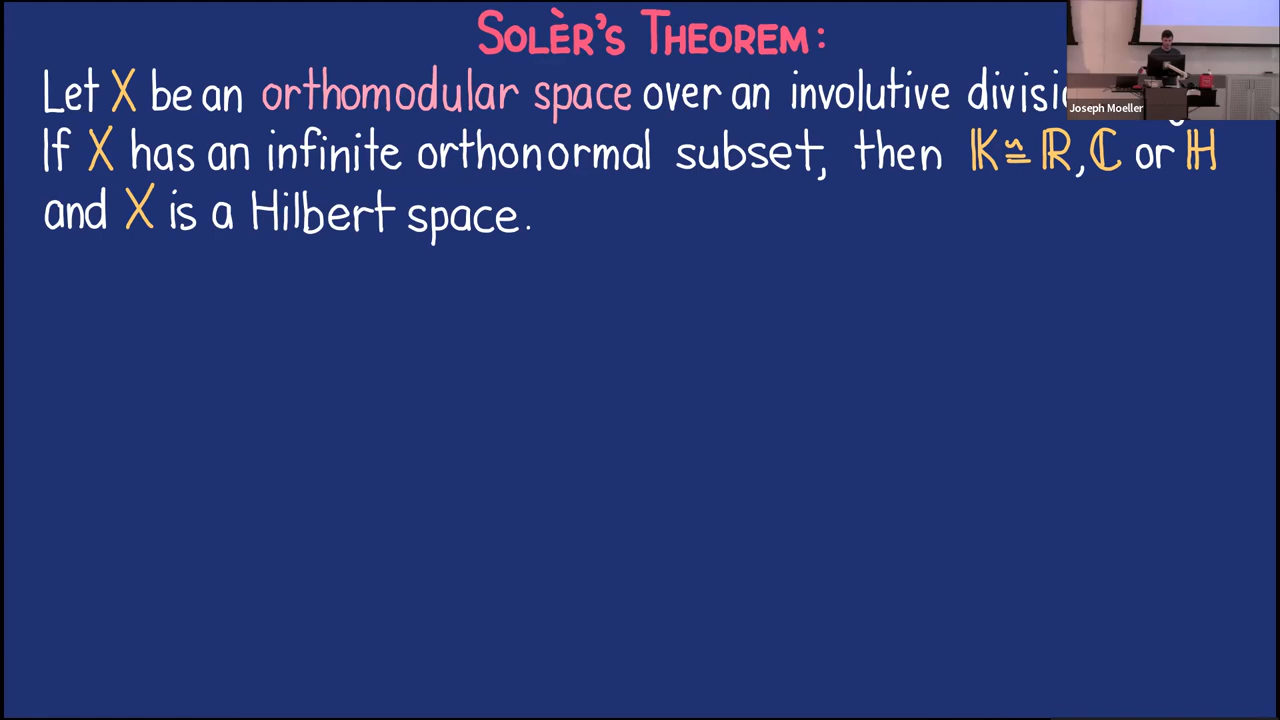 SOLÈR'S THEOREM:
Let X be an orthomodular space over an involutive
Joseph Moeller
If X has an infinite orthonormal subset, then 𝕂 ≅ ℝ, ℂ or ℍ
and X is a Hilbert space.